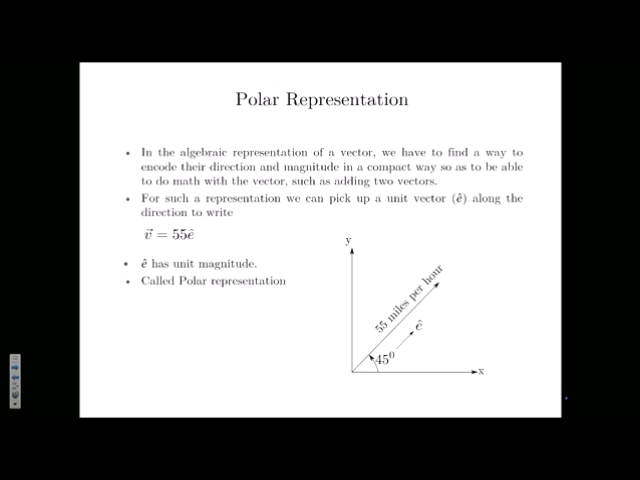 Polar Representation
• In the algebraic representation of a vector, we have to find a way to
encode their direction and magnitude in a compact way so as to be able
to do math with the vector, such as adding two vectors.
• For such a representation we can pick up a unit vector (ê) along the
direction to write
v⃗ = 55ê
• ê has unit magnitude.
• Called Polar representation
y
55 miles per hour
ê
45⁰
x